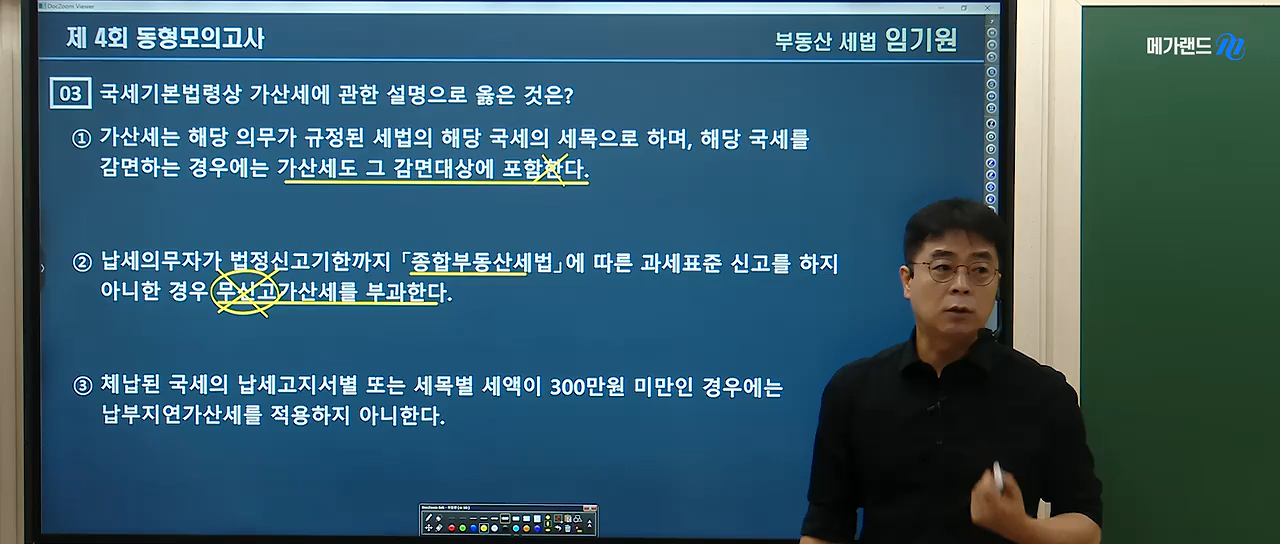 DocZoom Viewer
제 4회 동형모의고사
부동산 세법 임기원
메가랜드
03 국세기본법령상 가산세에 관한 설명으로 옳은 것은?
① 가산세는 해당 의무가 규정된 세법의 해당 국세의 세목으로 하며, 해당 국세를
감면하는 경우에는 가산세도 그 감면대상에 포함한다.
② 납세의무자가 법정신고기한까지 「종합부동산세법」에 따른 과세표준 신고를 하지
아니한 경우 무신고가산세를 부과한다.
③ 체납된 국세의 납세고지서별 또는 세목별 세액이 300만원 미만인 경우에는
납부지연가산세를 적용하지 아니한다.